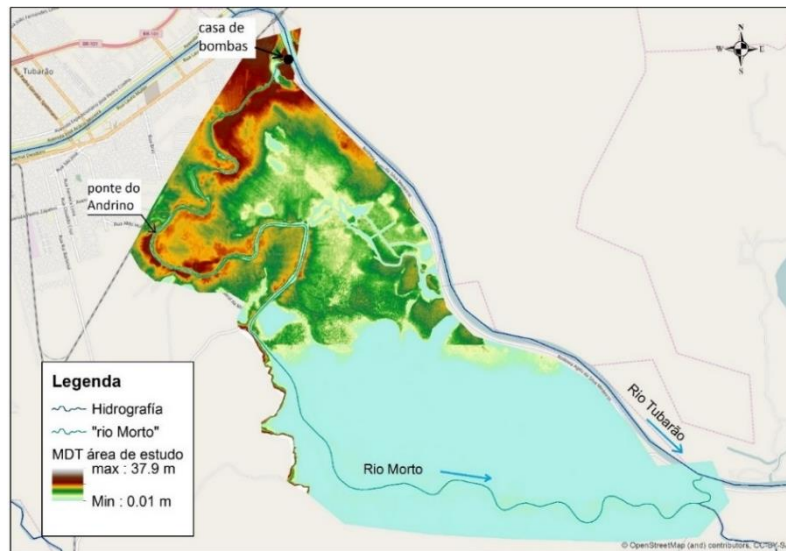 casa de
bombas
N
W
E
S
Tubarão
ponte do
Andrino
Legenda
Hidrografía
"rio Morto"
MDT área de estudo
max : 37.9 m
Min : 0.01 m
Rio Tubarão
Rio Morto
© OpenStreetMap (and) contributors, CC-BY-SA